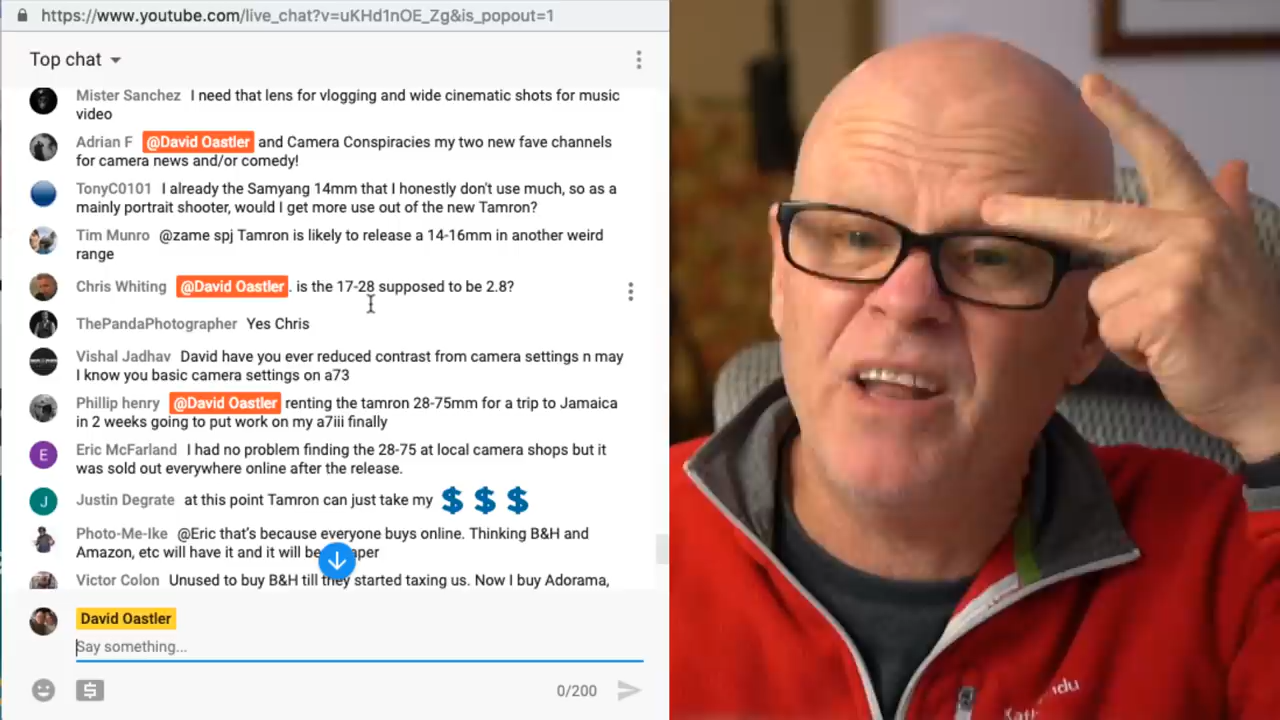 https://www.youtube.com/live_chat?v=uKHd1nOE_Zg&is_popout=1
Top chat
Mister Sanchez I need that lens for vlogging and wide cinematic shots for music
video
Adrian F @David Oastler and Camera Conspiracies my two new fave channels
for camera news and/or comedy!
TonyC0101 I already the Samyang 14mm that I honestly don't use much, so as a
mainly portrait shooter, would I get more use out of the new Tamron?
Tim Munro @zame spj Tamron is likely to release a 14-16mm in another weird
range
Chris Whiting @David Oastler. is the 17-28 supposed to be 2.8?
ThePandaPhotographer Yes Chris
Vishal Jadhav David have you ever reduced contrast from camera settings n may
I know you basic camera settings on a73
Phillip henry @David Oastler renting the tamron 28-75mm for a trip to Jamaica
in 2 weeks going to put work on my a7iii finally
E Eric McFarland I had no problem finding the 28-75 at local camera shops but it
was sold out everywhere online after the release.
J Justin Degrate at this point Tamron can just take my $ $ $
Photo-Me-Ike @Eric that's because everyone buys online. Thinking B&H and
Amazon, etc will have it and it will be
Victor Colon Unused to buy B&H till they started taxing us. Now I buy Adorama,
David Oastler
Say something...
0/200